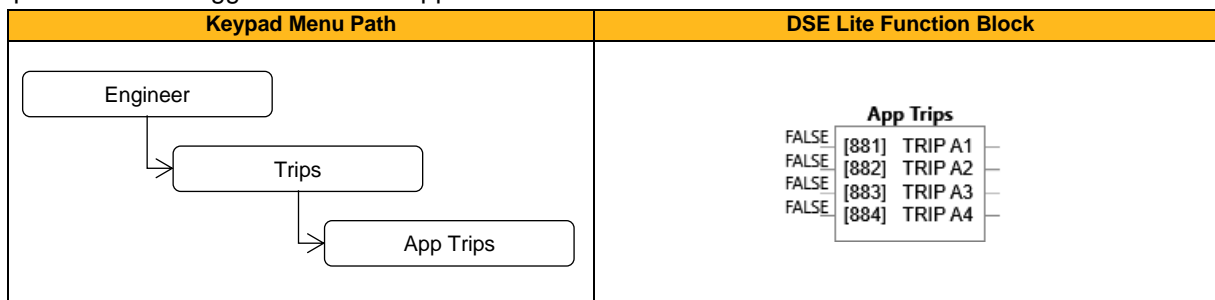 Keypad Menu Path
DSE Lite Function Block
Engineer
Trips
App Trips
App Trips
FALSE [881] TRIP A1
FALSE [882] TRIP A2
FALSE [883] TRIP A3
FALSE [884] TRIP A4